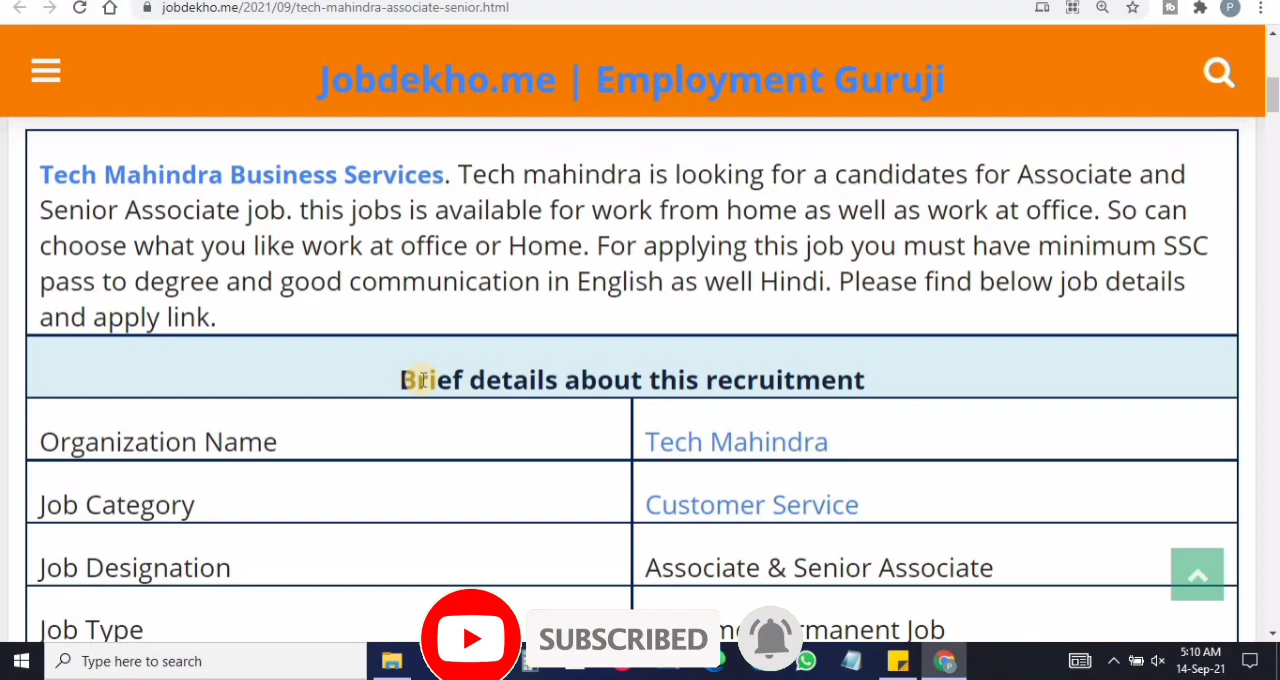 jobdekho.me/2021/09/tech-mahindra-associate-senior.html
P
Jobdekho.me | Employment Guruji
Tech Mahindra Business Services. Tech mahindra is looking for a candidates for Associate and
Senior Associate job. this jobs is available for work from home as well as work at office. So can
choose what you like work at office or Home. For applying this job you must have minimum SSC
pass to degree and good communication in English as well Hindi. Please find below job details
and apply link.
Brief details about this recruitment
Organization Name Tech Mahindra
Job Category Customer Service
Job Designation Associate & Senior Associate
Job Type Job
SUBSCRIBED
Type here to search
5:10 AM
14-Sep-21